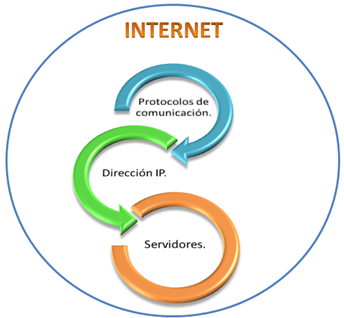 INTERNET
Protocolos de
comunicación.
Dirección IP.
Servidores.